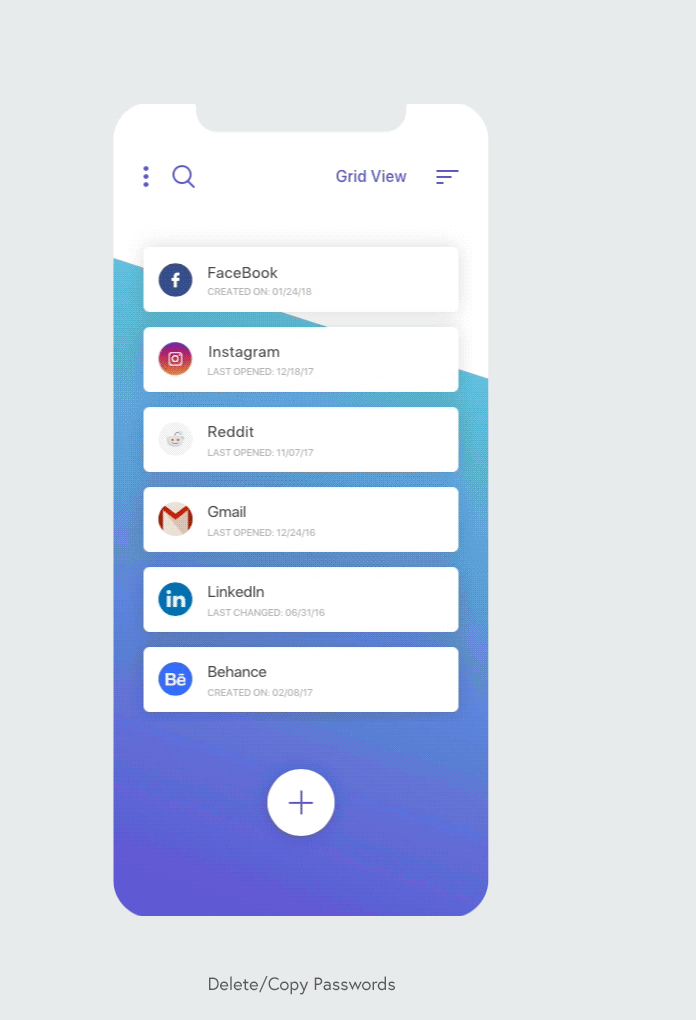 Grid View
FaceBook
CREATED ON: 01/24/18
Instagram
LAST OPENED: 12/18/17
Reddit
LAST OPENED: 11/07/17
Gmail
LAST OPENED: 12/24/16
in
LinkedIn
LAST CHANGED: 06/31/16
Bē
Behance
CREATED ON: 02/08/17
Delete/Copy Passwords